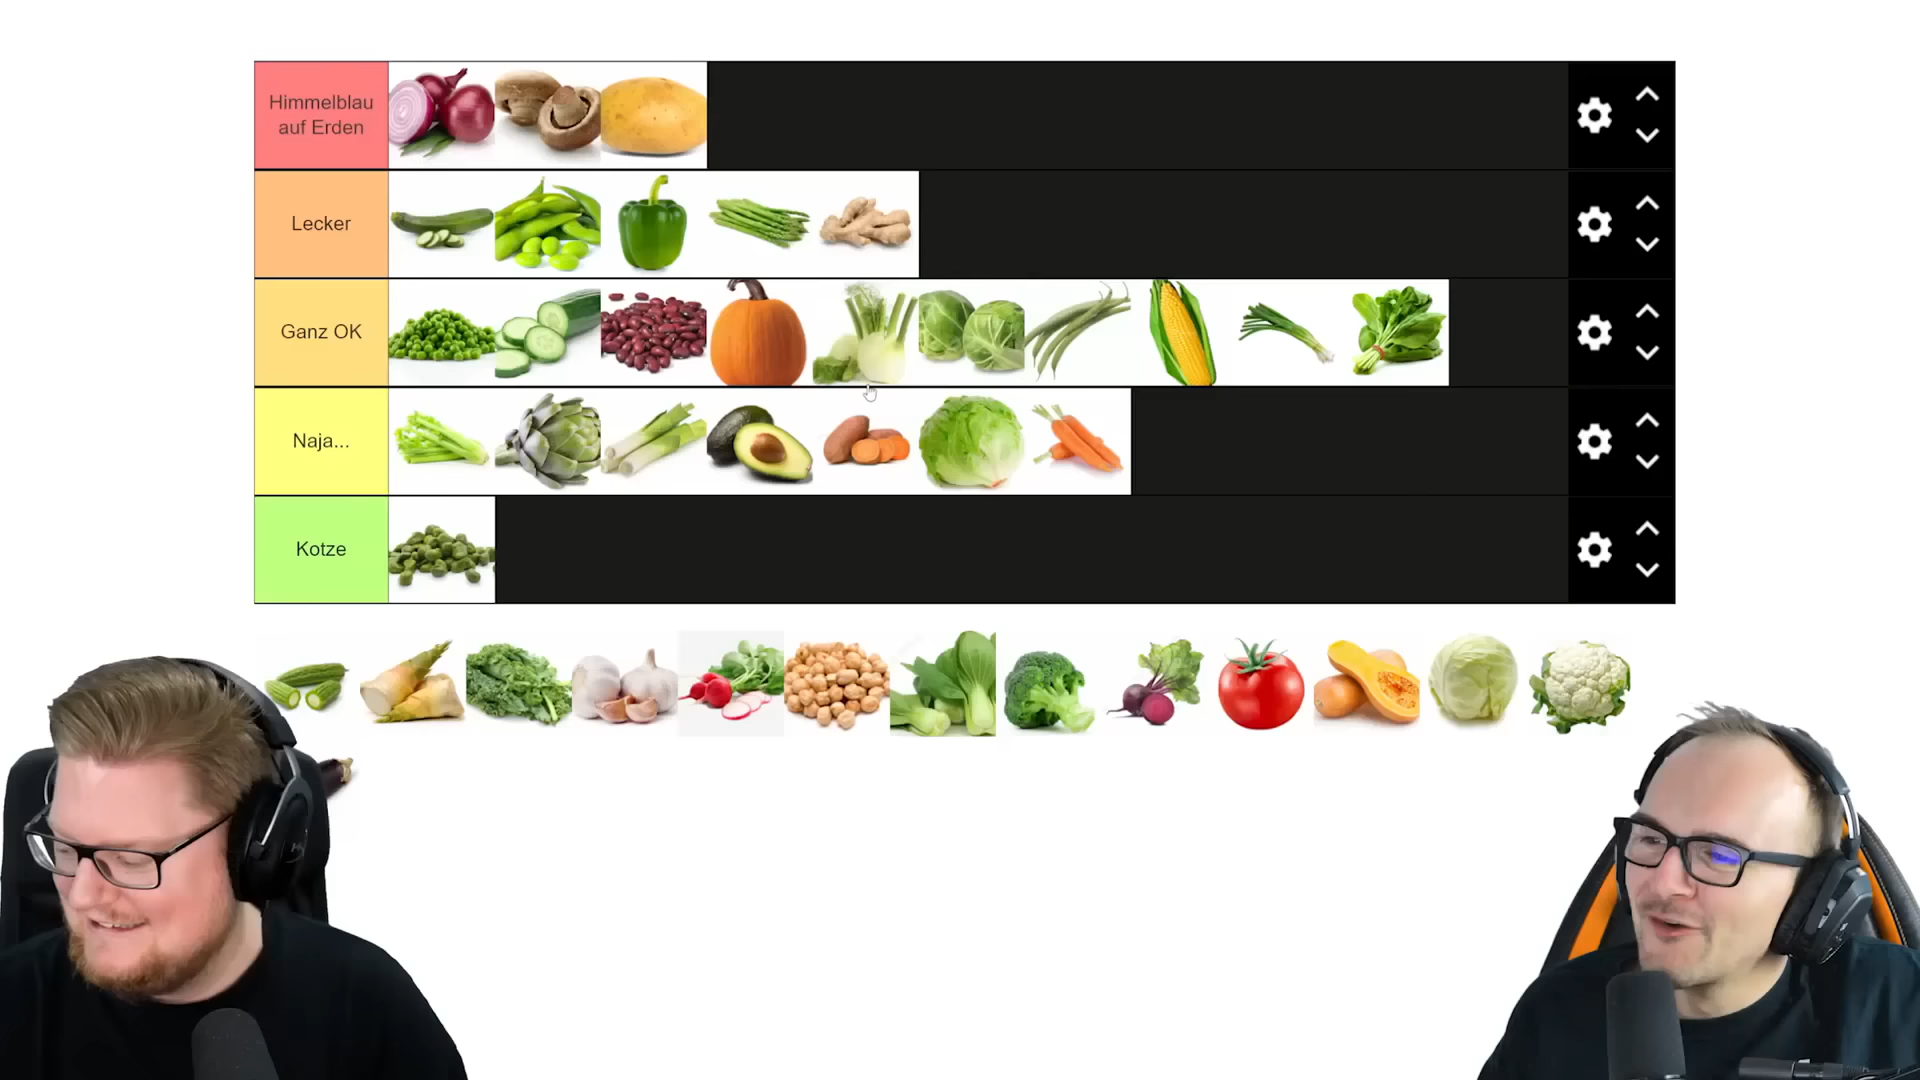 Himmelblau
auf Erden
Lecker
Ganz OK
Naja...
Kotze